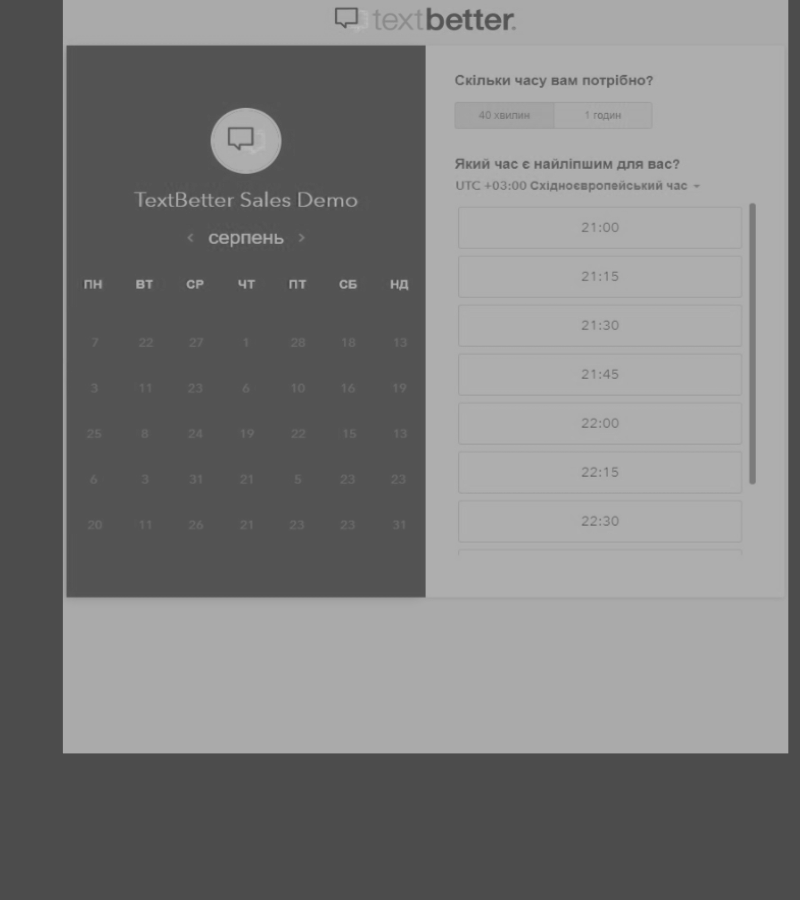 textbetter.
TextBetter Sales Demo
< серпень >
ПН ВТ СР ЧТ ПТ СБ НД
7 22 27 1 28 18 13
3 11 23 6 10 16 19
25 8 24 19 22 15 13
6 3 31 21 5 23 23
20 11 26 21 23 23 31
Скільки часу вам потрібно?
40 хвилин 1 годин
Який час є найліпшим для вас?
UTC +03:00 Східноєвропейський час
21:00
21:15
21:30
21:45
22:00
22:15
22:30